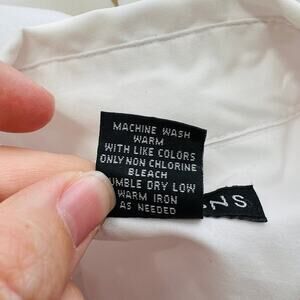 MACHINE WASH
WARM
WITH LIKE COLORS
ONLY NON CHLORINE
BLEACH
UMBLE DRY LOW
WARM IRON
AS NEEDED
NS